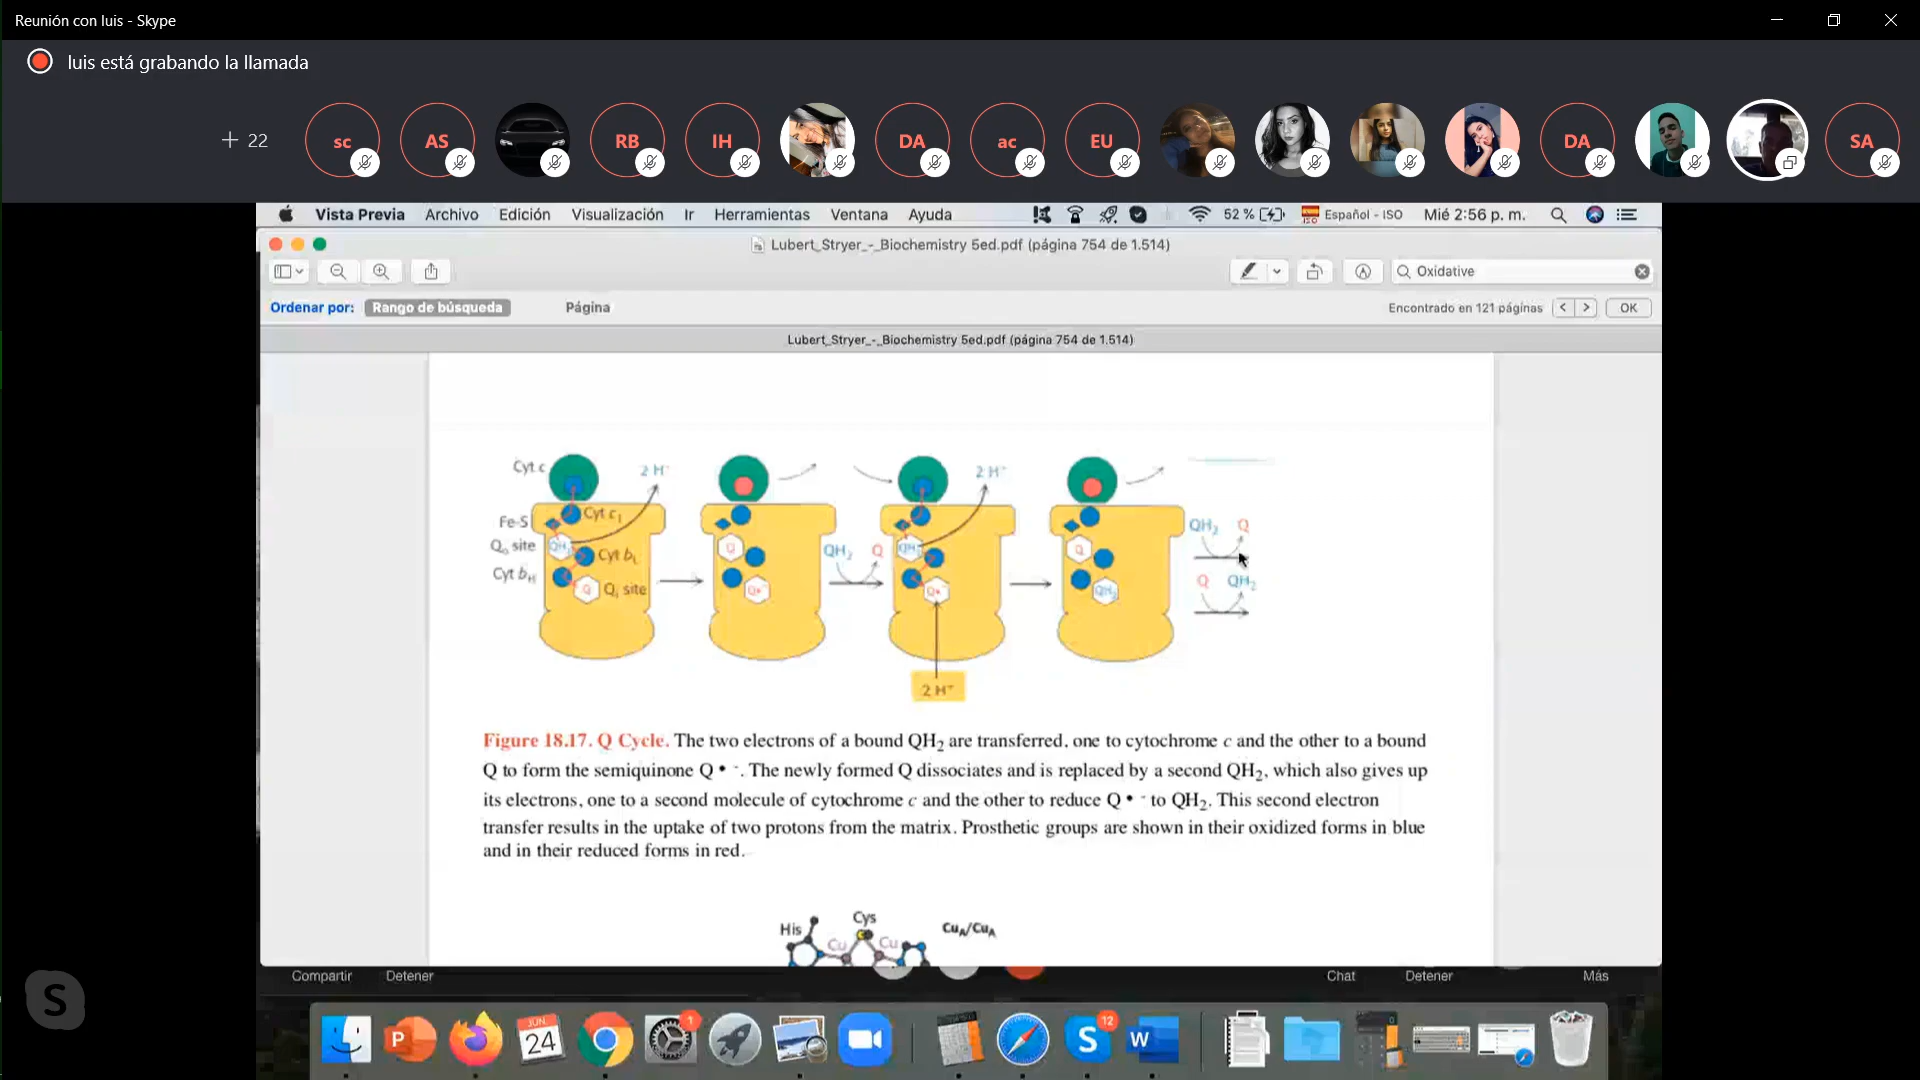 Reunión con luis - Skype
luis está grabando la llamada
+ 22
sc
AS
RB
IH
DA
ac
EU
DA
SA
Vista Previa Archivo Edición Visualización Ir Herramientas Ventana Ayuda
52 % Español - ISO Mié 2:56 p. m.
Lubert_Stryer_-_Biochemistry 5ed.pdf (página 754 de 1.514)
Oxidative
Ordenar por: Rango de búsqueda Página
Encontrado en 121 páginas < > OK
Lubert_Stryer_-_Biochemistry 5ed.pdf (página 754 de 1.514)
Cyt c 2 H⁺ 2 H⁺
Fe-S Cyt c₁ QH₂ Q
Qₒ site QH₂ Cyt bL Q QH₂ Q QH₂ Q
Cyt bH Q Qᵢ site Q•⁻ Q•⁻ QH₂ Q QH₂
2 H⁺
Figure 18.17. Q Cycle. The two electrons of a bound QH₂ are transferred, one to cytochrome c and the other to a bound
Q to form the semiquinone Q • ⁻. The newly formed Q dissociates and is replaced by a second QH₂, which also gives up
its electrons, one to a second molecule of cytochrome c and the other to reduce Q • ⁻ to QH₂. This second electron
transfer results in the uptake of two protons from the matrix. Prosthetic groups are shown in their oxidized forms in blue
and in their reduced forms in red.
His Cys CuA/CuA
Cu Cu
Compartir Detener Chat Detener Más
S
P JUN 24 1 S 12 W